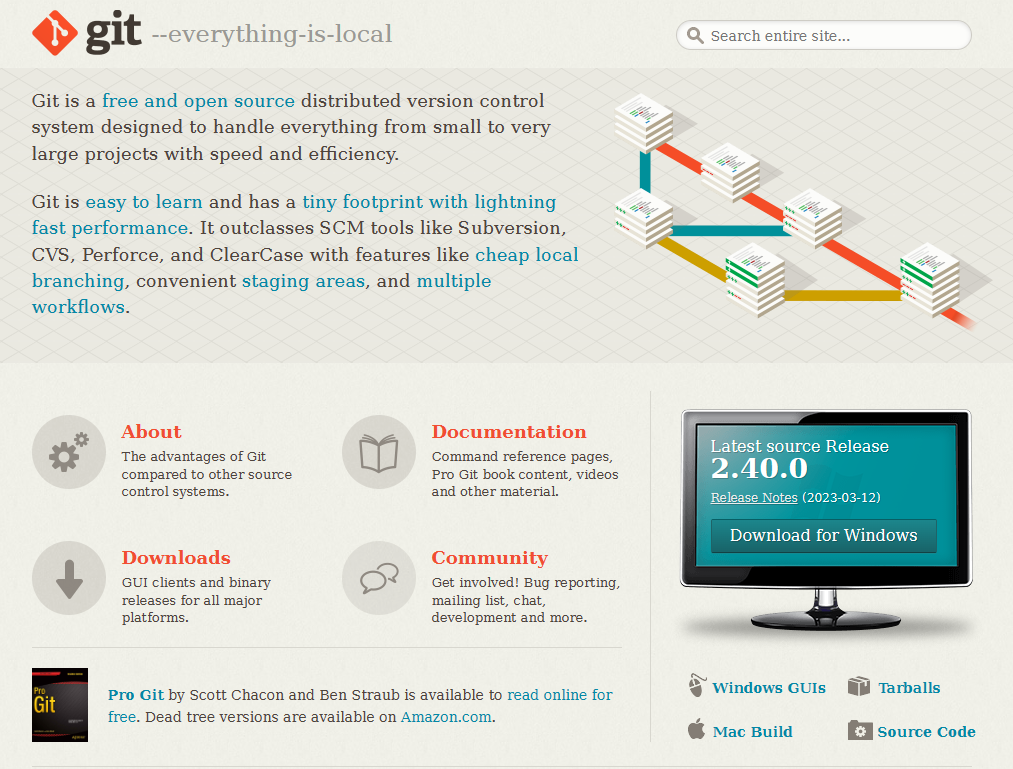 git --everything-is-local
Search entire site...
Git is a free and open source distributed version control
system designed to handle everything from small to very
large projects with speed and efficiency.
Git is easy to learn and has a tiny footprint with lightning
fast performance. It outclasses SCM tools like Subversion,
CVS, Perforce, and ClearCase with features like cheap local
branching, convenient staging areas, and multiple
workflows.
About
The advantages of Git
compared to other source
control systems.
Documentation
Command reference pages,
Pro Git book content, videos
and other material.
Downloads
GUI clients and binary
releases for all major
platforms.
Community
Get involved! Bug reporting,
mailing list, chat,
development and more.
Pro
Git
Pro Git by Scott Chacon and Ben Straub is available to read online for
free. Dead tree versions are available on Amazon.com.
Latest source Release
2.40.0
Release Notes (2023-03-12)
Download for Windows
Windows GUIs
Tarballs
Mac Build
Source Code